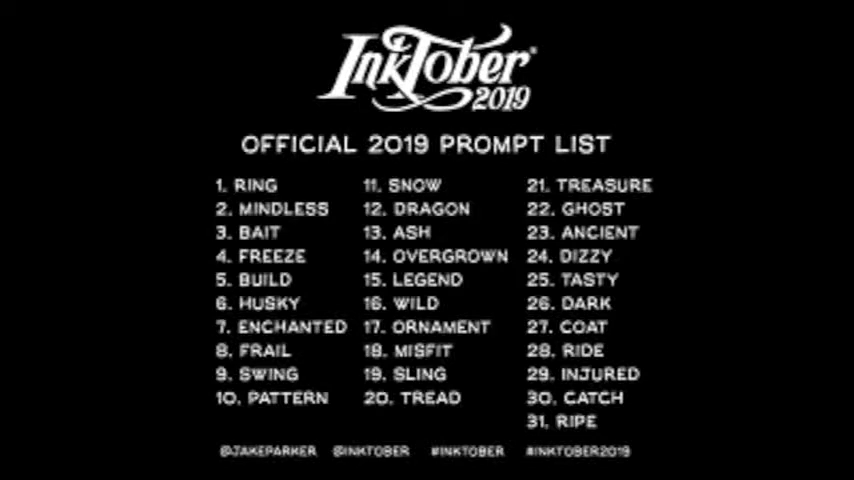 InkTober®
2019
OFFICIAL 2019 PROMPT LIST
1. RING
2. MINDLESS
3. BAIT
4. FREEZE
5. BUILD
6. HUSKY
7. ENCHANTED
8. FRAIL
9. SWING
10. PATTERN
11. SNOW
12. DRAGON
13. ASH
14. OVERGROWN
15. LEGEND
16. WILD
17. ORNAMENT
18. MISFIT
19. SLING
20. TREAD
21. TREASURE
22. GHOST
23. ANCIENT
24. DIZZY
25. TASTY
26. DARK
27. COAT
28. RIDE
29. INJURED
30. CATCH
31. RIPE
@JAKEPARKER @INKTOBER #INKTOBER #INKTOBER2019